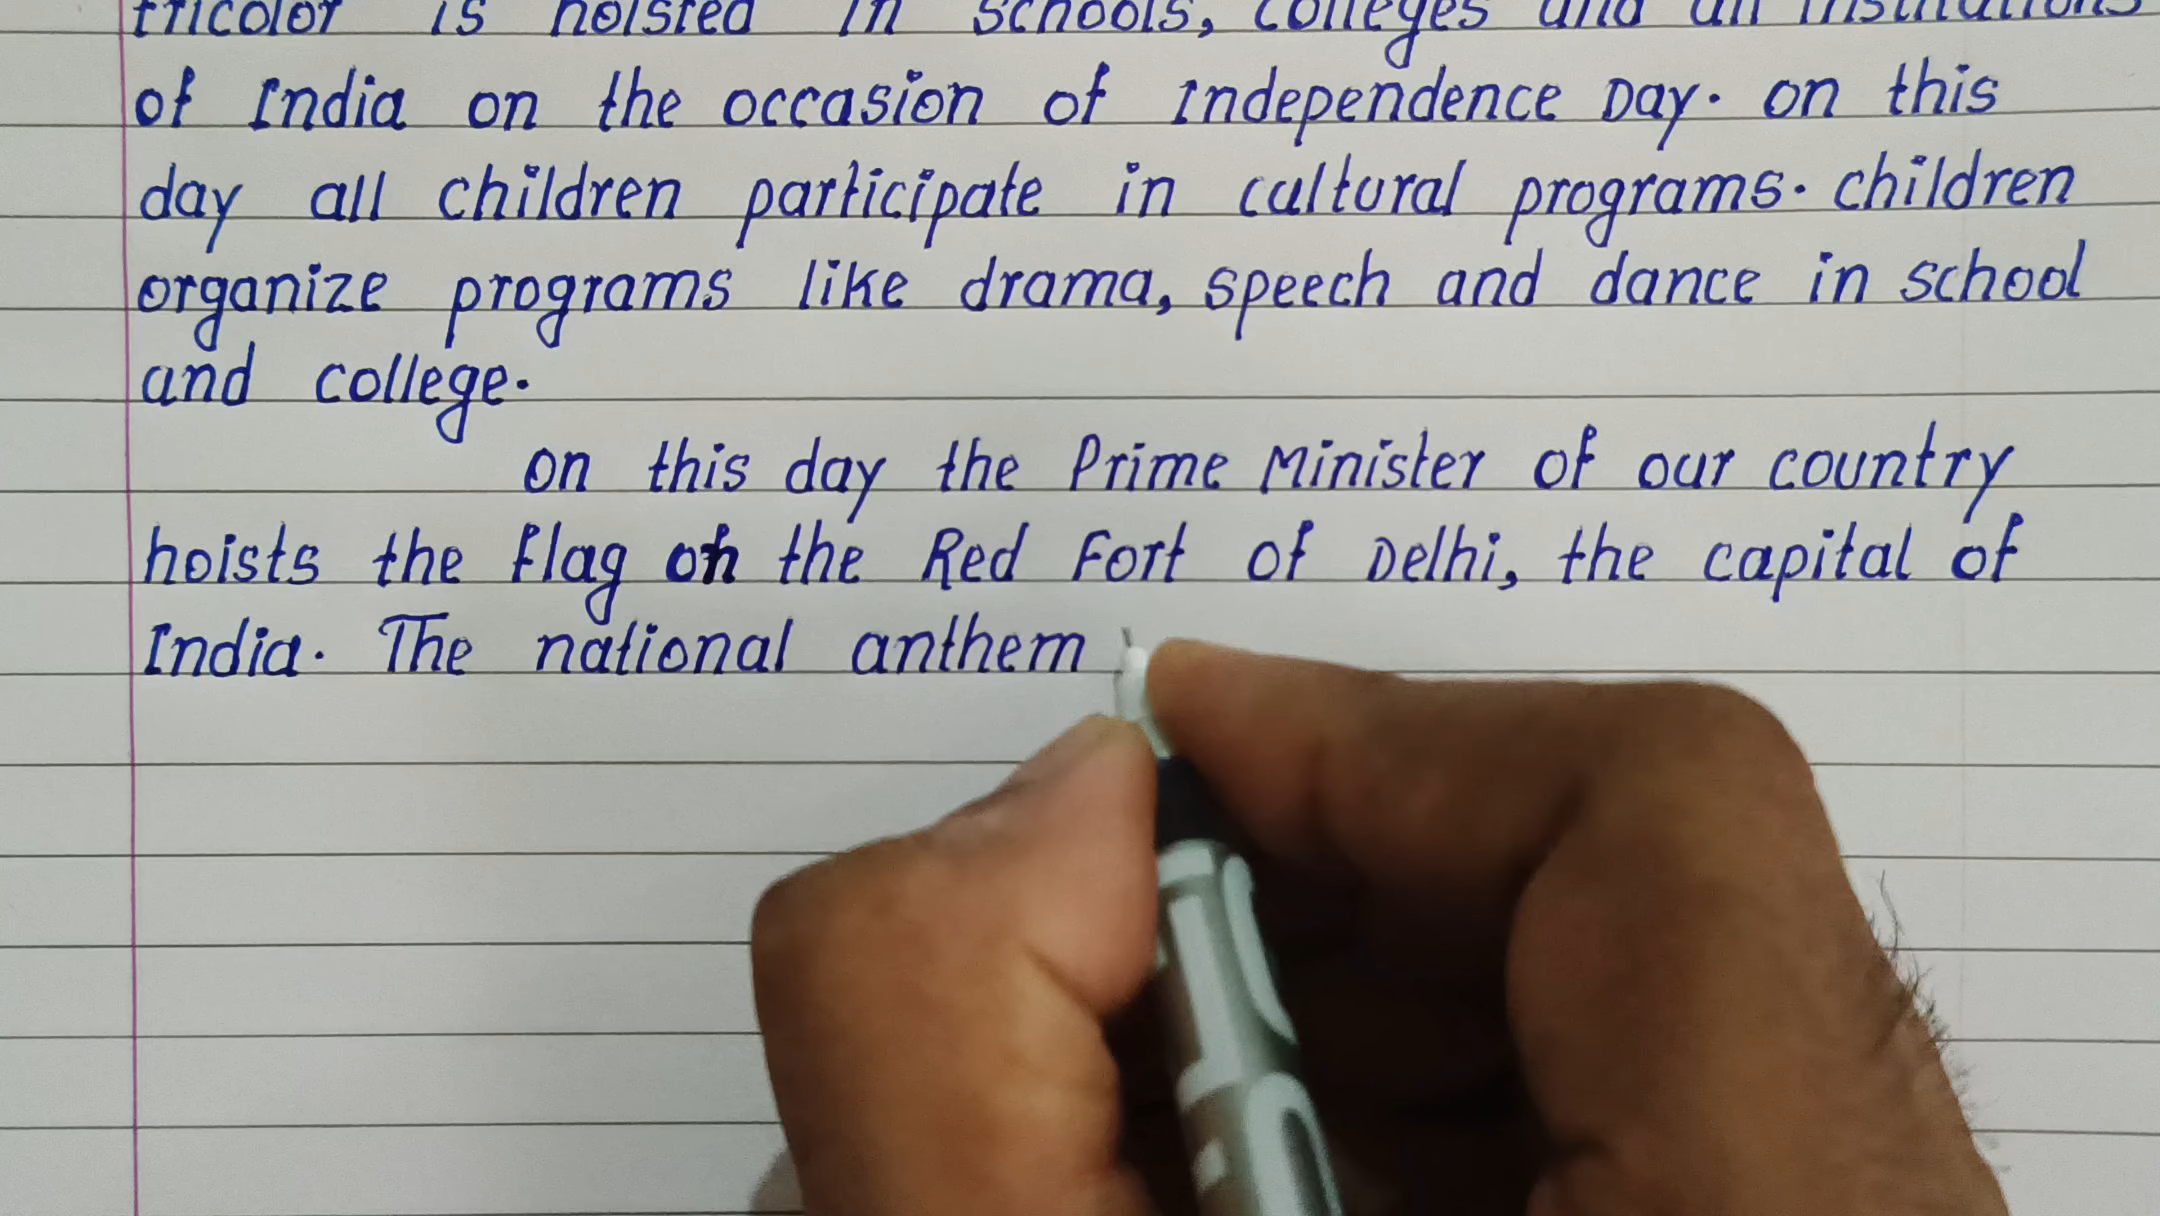 tricolor is hoisted in schools, colleges and all institutions
of India on the occasion of Independence Day. on this
day all children participate in cultural programs. children
organize programs like drama, speech and dance in school
and college.
on this day the Prime Minister of our country
hoists the flag on the Red Fort of Delhi, the capital of
India. The national anthem